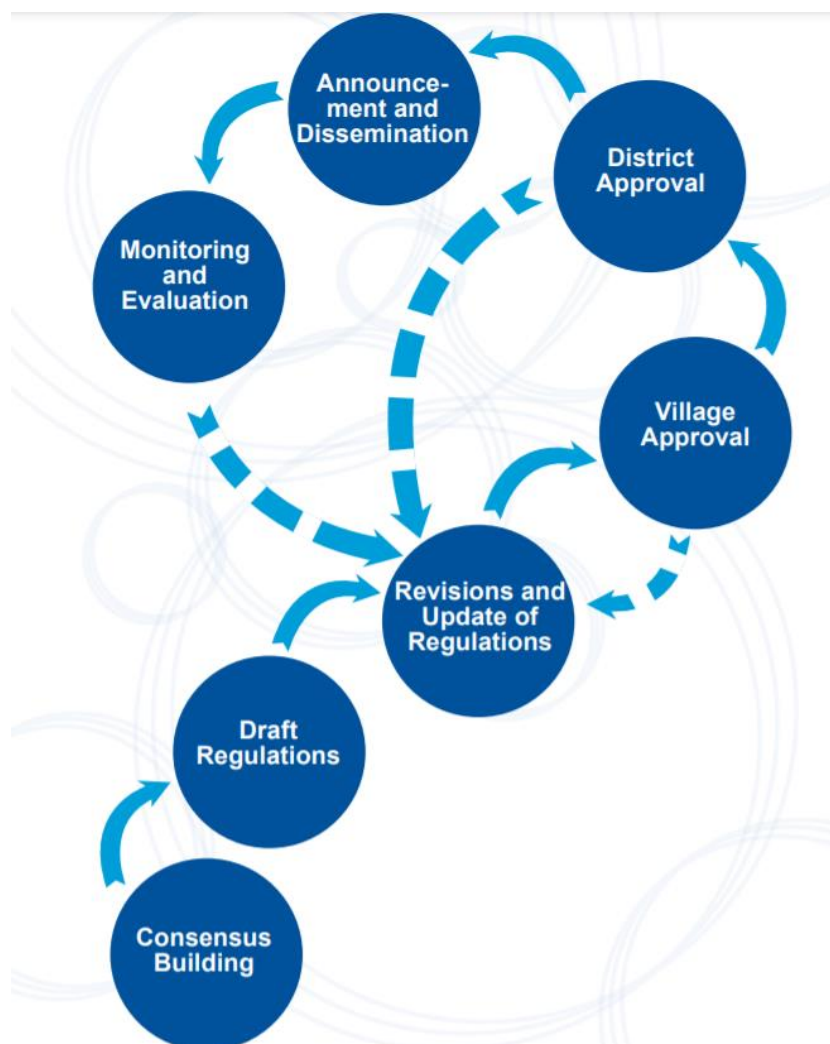 Announce-
ment and
Dissemination
District
Approval
Monitoring
and
Evaluation
Village
Approval
Revisions and
Update of
Regulations
Draft
Regulations
Consensus
Building